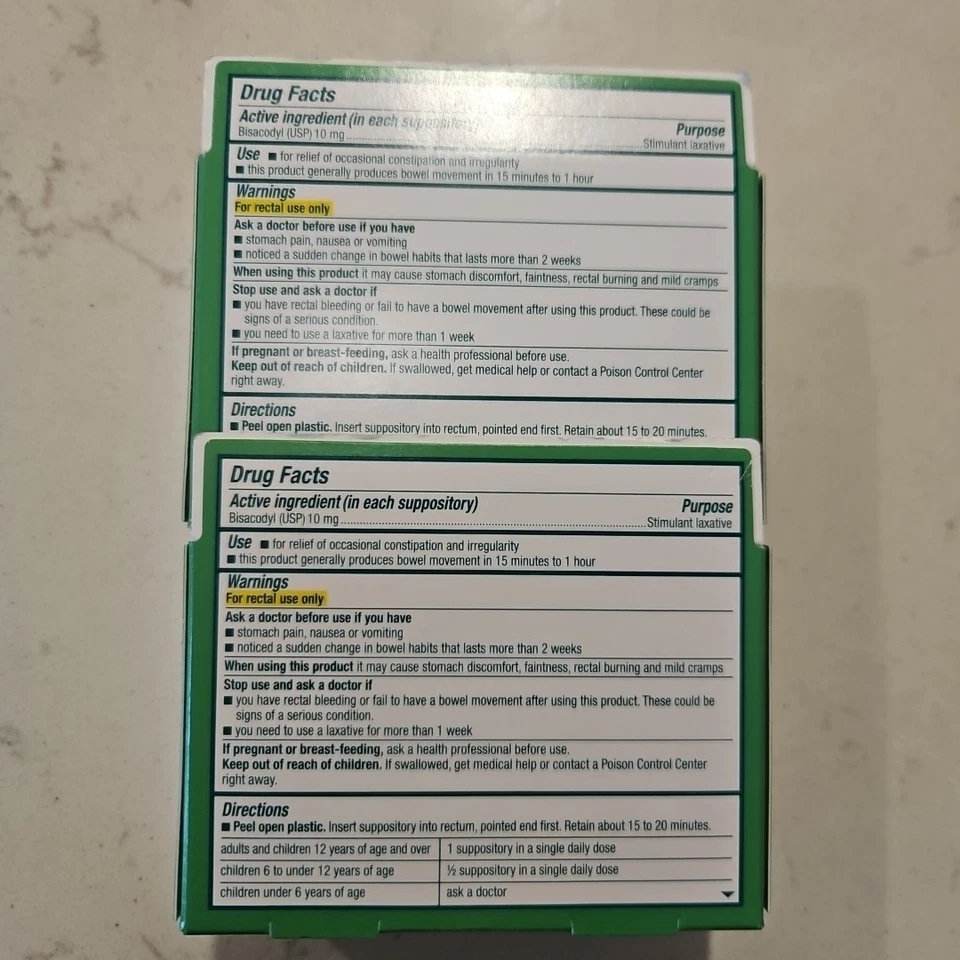 Drug Facts
Active ingredient (in each suppository) Purpose
Bisacodyl (USP) 10 mg Stimulant laxative
Use ■ for relief of occasional constipation and irregularity
■ this product generally produces bowel movement in 15 minutes to 1 hour
Warnings
For rectal use only
Ask a doctor before use if you have
■ stomach pain, nausea or vomiting
■ noticed a sudden change in bowel habits that lasts more than 2 weeks
When using this product it may cause stomach discomfort, faintness, rectal burning and mild cramps
Stop use and ask a doctor if
■ you have rectal bleeding or fail to have a bowel movement after using this product. These could be
signs of a serious condition.
■ you need to use a laxative for more than 1 week
If pregnant or breast-feeding, ask a health professional before use.
Keep out of reach of children. If swallowed, get medical help or contact a Poison Control Center
right away.
Directions
■ Peel open plastic. Insert suppository into rectum, pointed end first. Retain about 15 to 20 minutes.
Drug Facts
Active ingredient (in each suppository) Purpose
Bisacodyl (USP) 10 mg Stimulant laxative
Use ■ for relief of occasional constipation and irregularity
■ this product generally produces bowel movement in 15 minutes to 1 hour
Warnings
For rectal use only
Ask a doctor before use if you have
■ stomach pain, nausea or vomiting
■ noticed a sudden change in bowel habits that lasts more than 2 weeks
When using this product it may cause stomach discomfort, faintness, rectal burning and mild cramps
Stop use and ask a doctor if
■ you have rectal bleeding or fail to have a bowel movement after using this product. These could be
signs of a serious condition.
■ you need to use a laxative for more than 1 week
If pregnant or breast-feeding, ask a health professional before use.
Keep out of reach of children. If swallowed, get medical help or contact a Poison Control Center
right away.
Directions
■ Peel open plastic. Insert suppository into rectum, pointed end first. Retain about 15 to 20 minutes.
adults and children 12 years of age and over 1 suppository in a single daily dose
children 6 to under 12 years of age ½ suppository in a single daily dose
children under 6 years of age ask a doctor